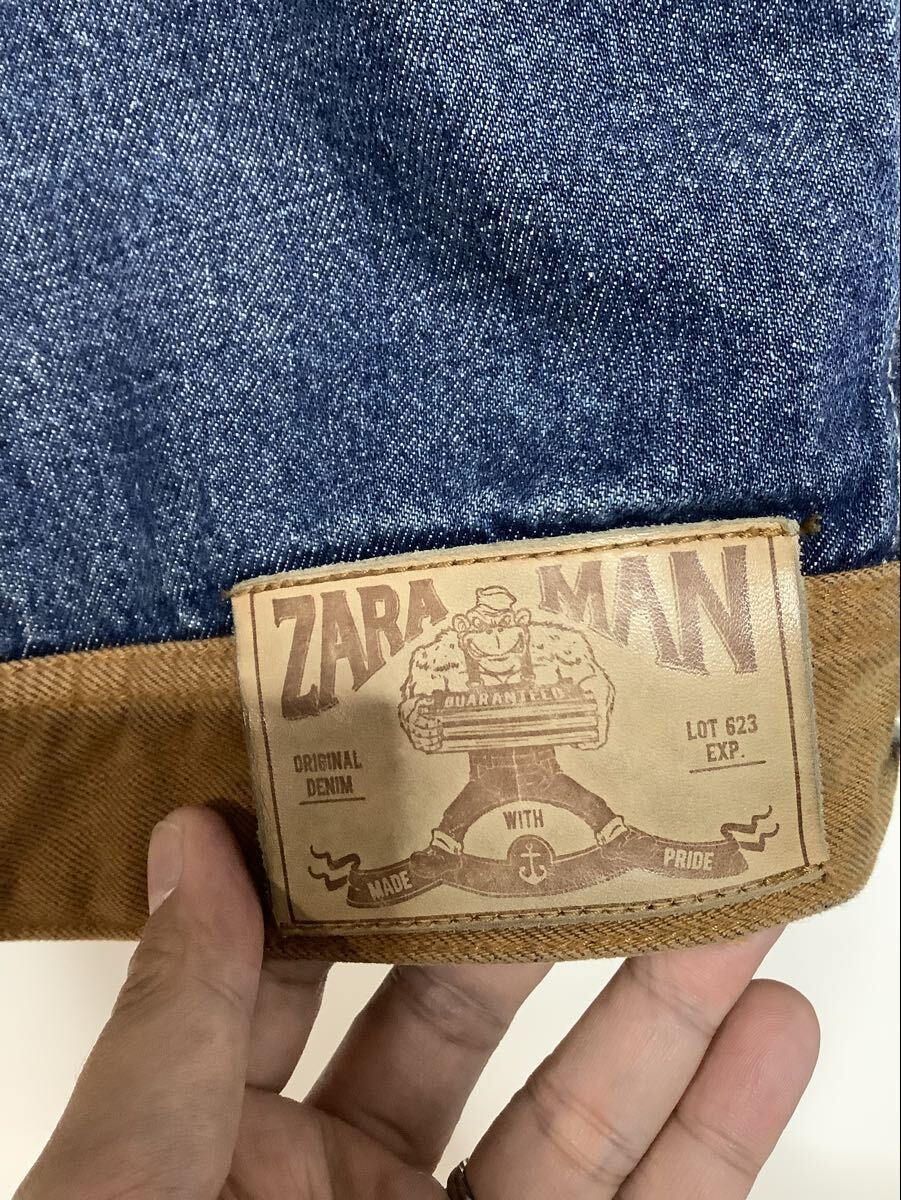 ZARA MAN
GUARANTEED
ORIGINAL
DENIM
LOT 623
EXP.
MADE WITH PRIDE